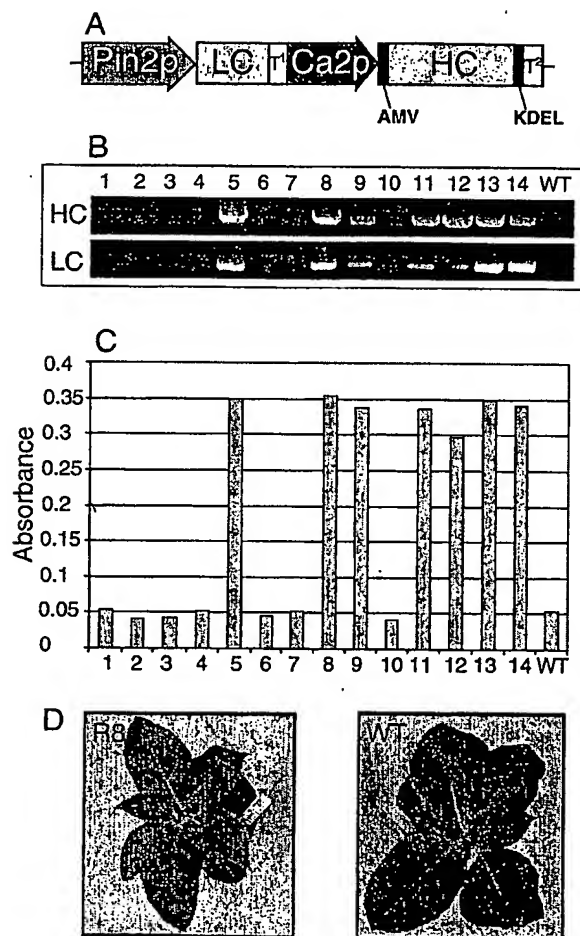 A
Pin2p LC T¹ Ca2p HC T²
AMV KDEL
B
1 2 3 4 5 6 7 8 9 10 11 12 13 14 WT
HC
LC
C
0.4
0.35
0.3
0.25
0.2
0.15
0.1
0.05
0
Absorbance
1 2 3 4 5 6 7 8 9 10 11 12 13 14 WT
D
R8 WT